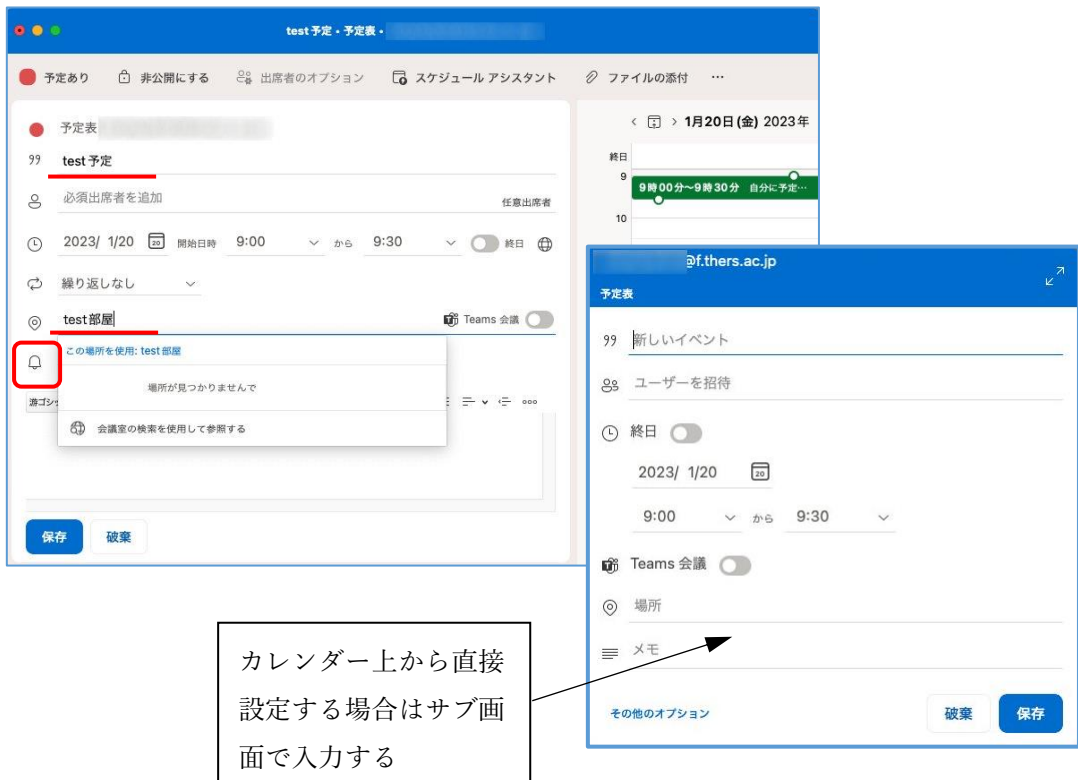 test 予定・予定表・
予定あり 非公開にする 出席者のオプション スケジュール アシスタント ファイルの添付 …
予定表
test 予定
必須出席者を追加 任意出席者
2023/ 1/20 20 開始日時 9:00 から 9:30 終日
繰り返しなし
test 部屋 Teams 会議
この場所を使用: test 部屋
場所が見つかりませんで
游ゴシッ
会議室の検索を使用して参照する
保存 破棄
1月20日(金) 2023年
終日
9
9時00分~9時30分 自分に予定…
10
@f.thers.ac.jp
予定表
新しいイベント
ユーザーを招待
終日
2023/ 1/20 20
9:00 から 9:30
Teams 会議
場所
メモ
その他のオプション 破棄 保存
カレンダー上から直接
設定する場合はサブ画
面で入力する